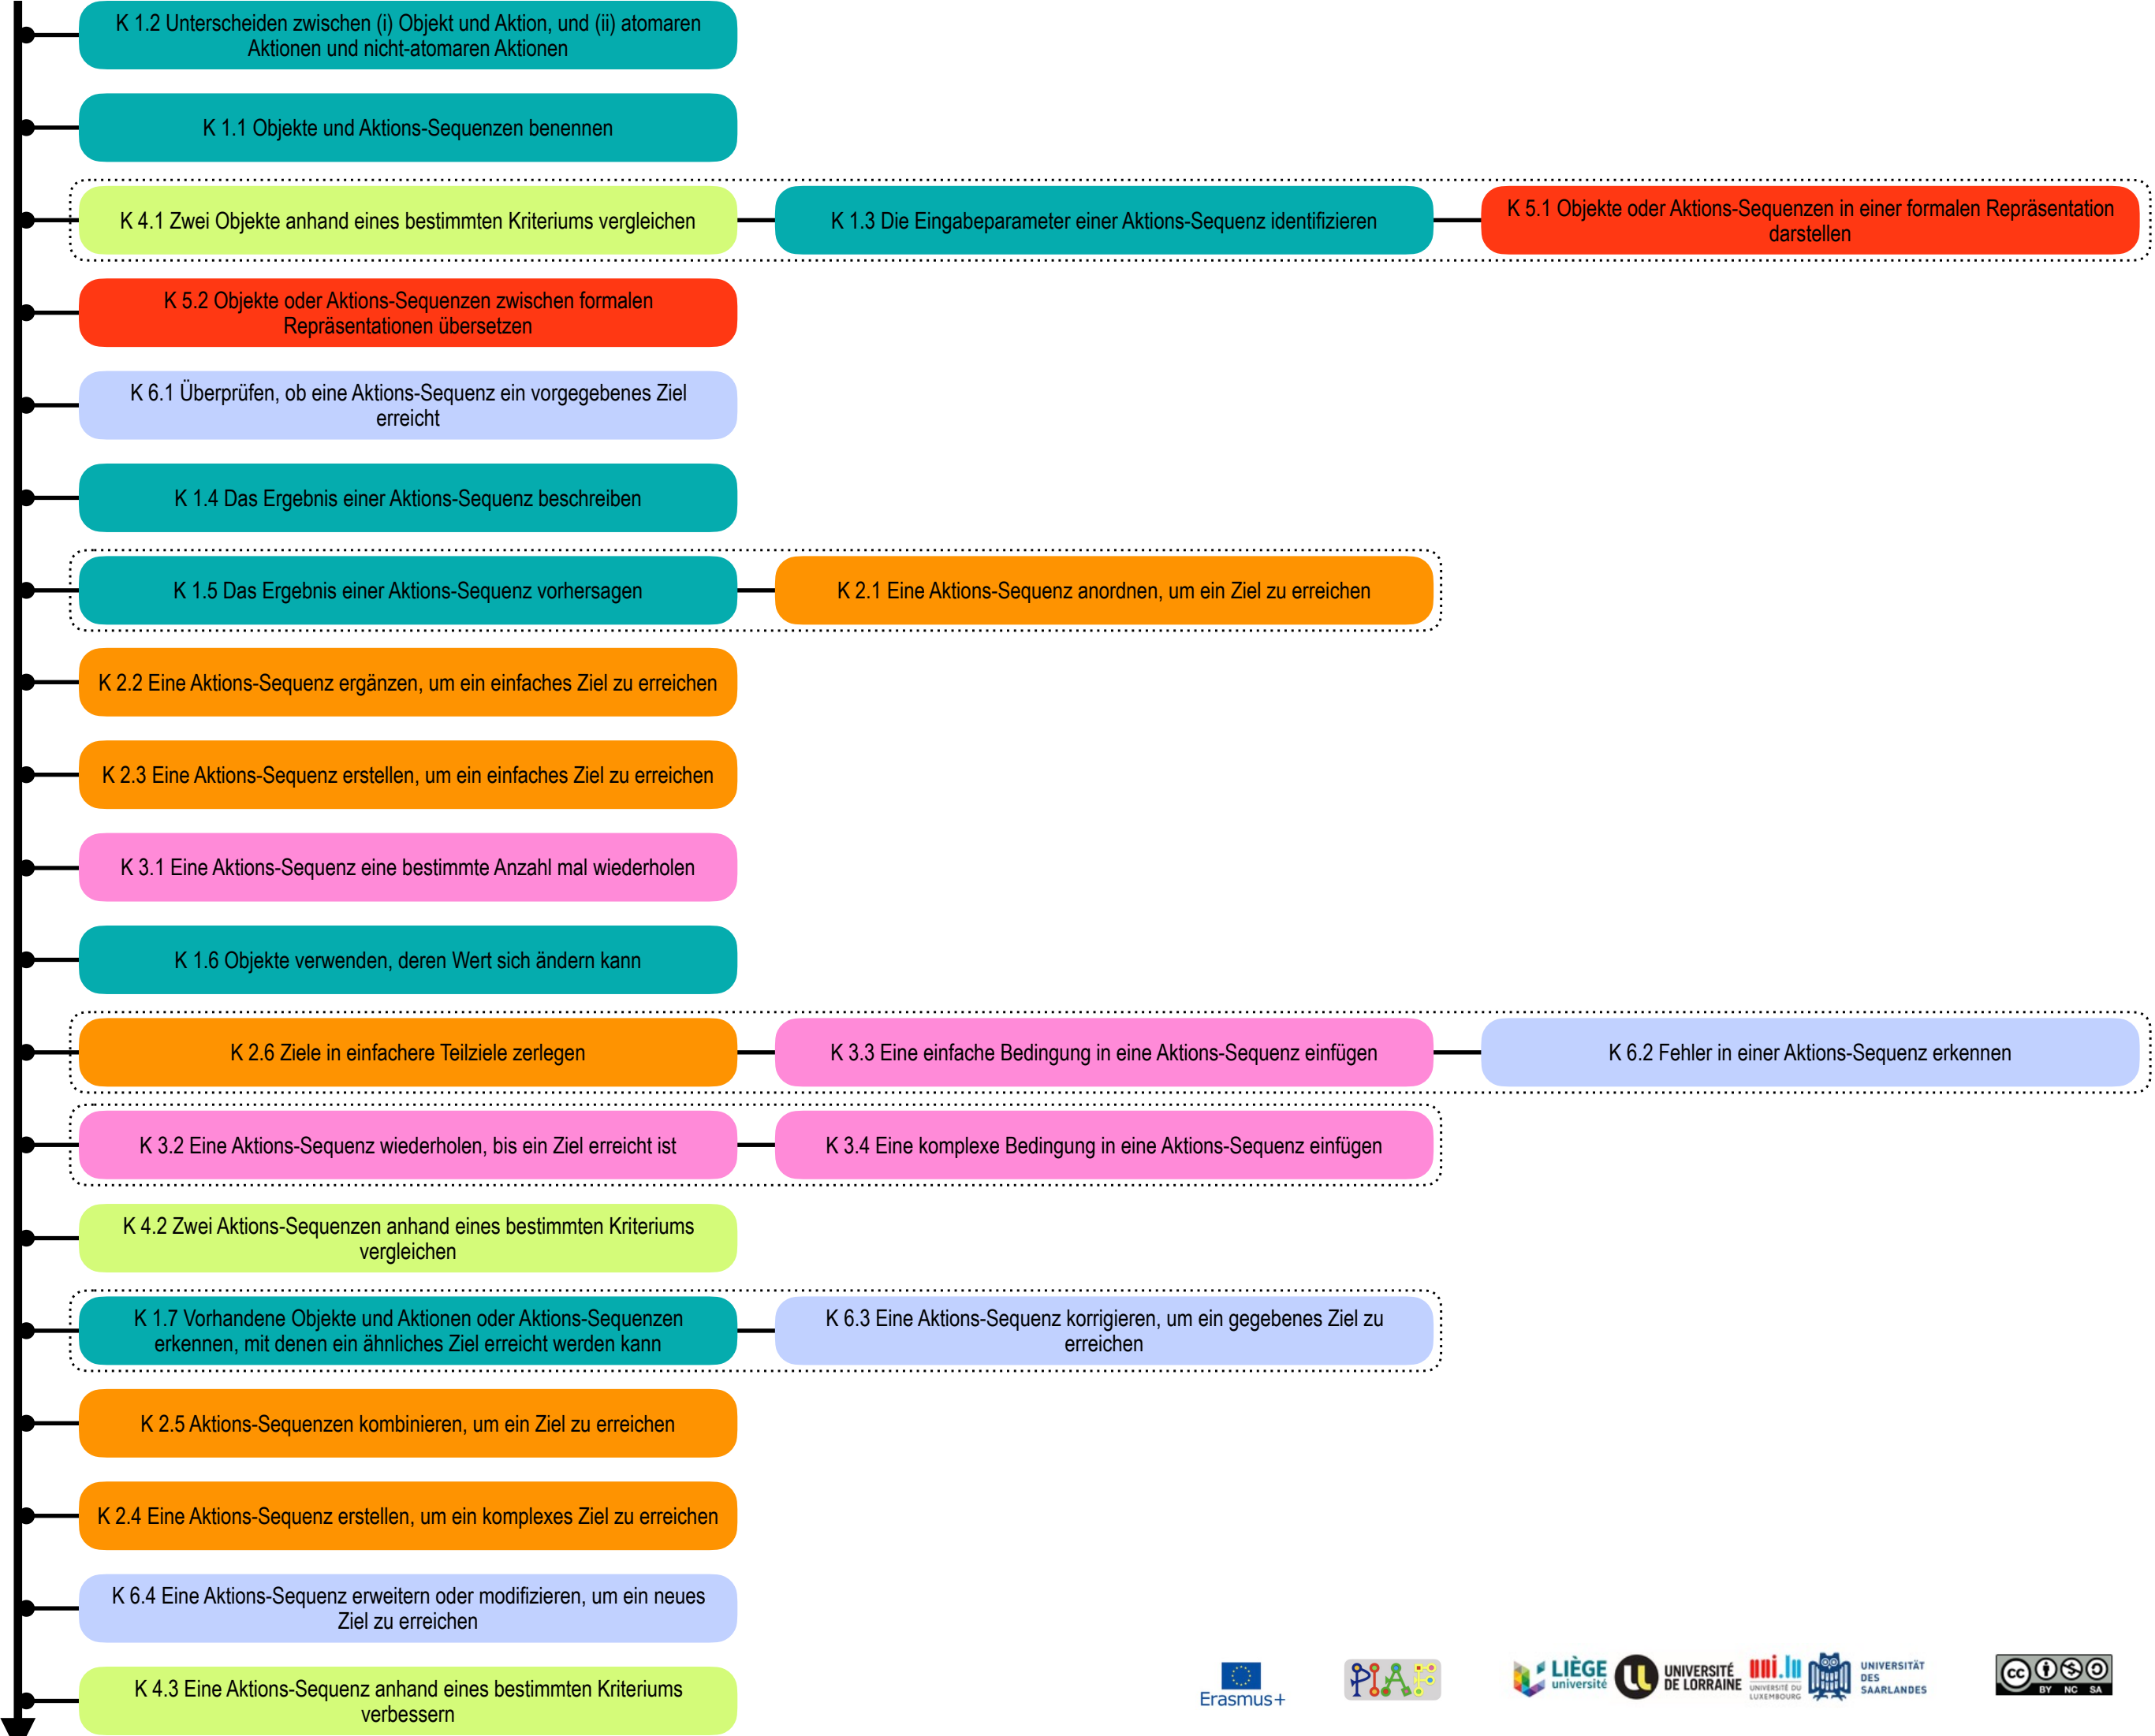 K 1.2 Unterscheiden zwischen (i) Objekt und Aktion, und (ii) atomaren
Aktionen und nicht-atomaren Aktionen
K 1.1 Objekte und Aktions-Sequenzen benennen
K 4.1 Zwei Objekte anhand eines bestimmten Kriteriums vergleichen
K 1.3 Die Eingabeparameter einer Aktions-Sequenz identifizieren
K 5.1 Objekte oder Aktions-Sequenzen in einer formalen Repräsentation
darstellen
K 5.2 Objekte oder Aktions-Sequenzen zwischen formalen
Repräsentationen übersetzen
K 6.1 Überprüfen, ob eine Aktions-Sequenz ein vorgegebenes Ziel
erreicht
K 1.4 Das Ergebnis einer Aktions-Sequenz beschreiben
K 1.5 Das Ergebnis einer Aktions-Sequenz vorhersagen
K 2.1 Eine Aktions-Sequenz anordnen, um ein Ziel zu erreichen
K 2.2 Eine Aktions-Sequenz ergänzen, um ein einfaches Ziel zu erreichen
K 2.3 Eine Aktions-Sequenz erstellen, um ein einfaches Ziel zu erreichen
K 3.1 Eine Aktions-Sequenz eine bestimmte Anzahl mal wiederholen
K 1.6 Objekte verwenden, deren Wert sich ändern kann
K 2.6 Ziele in einfachere Teilziele zerlegen
K 3.3 Eine einfache Bedingung in eine Aktions-Sequenz einfügen
K 6.2 Fehler in einer Aktions-Sequenz erkennen
K 3.2 Eine Aktions-Sequenz wiederholen, bis ein Ziel erreicht ist
K 3.4 Eine komplexe Bedingung in eine Aktions-Sequenz einfügen
K 4.2 Zwei Aktions-Sequenzen anhand eines bestimmten Kriteriums
vergleichen
K 1.7 Vorhandene Objekte und Aktionen oder Aktions-Sequenzen
erkennen, mit denen ein ähnliches Ziel erreicht werden kann
K 6.3 Eine Aktions-Sequenz korrigieren, um ein gegebenes Ziel zu
erreichen
K 2.5 Aktions-Sequenzen kombinieren, um ein Ziel zu erreichen
K 2.4 Eine Aktions-Sequenz erstellen, um ein komplexes Ziel zu erreichen
K 6.4 Eine Aktions-Sequenz erweitern oder modifizieren, um ein neues
Ziel zu erreichen
K 4.3 Eine Aktions-Sequenz anhand eines bestimmten Kriteriums
verbessern
Erasmus+
PIAF
LIÈGE
université
UNIVERSITÉ
DE LORRAINE
uni.lu
UNIVERSITÉ DU
LUXEMBOURG
UNIVERSITÄT
DES
SAARLANDES
cc
BY NC SA